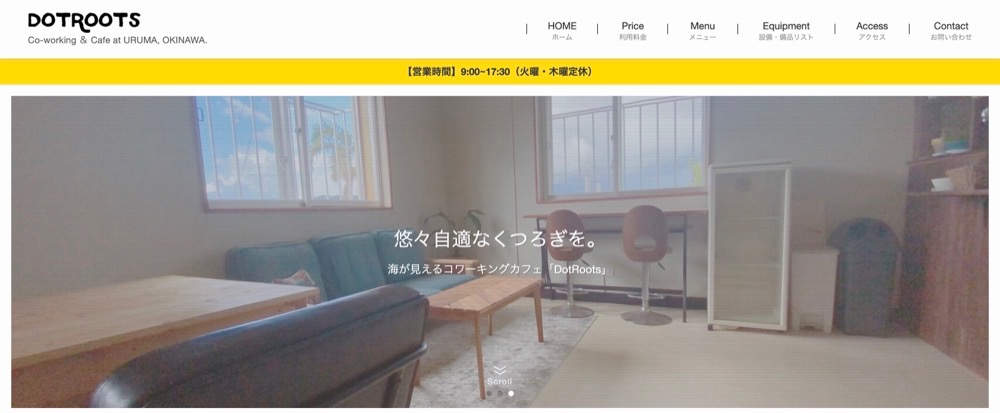 DOTROOTS
Co-working & Cafe at URUMA, OKINAWA.
HOME
ホーム
Price
利用料金
Menu
メニュー
Equipment
設備・備品リスト
Access
アクセス
Contact
お問い合わせ
【営業時間】9:00~17:30（火曜・木曜定休）
悠々自適なくつろぎを。
海が見えるコワーキングカフェ「DotRoots」
Scroll